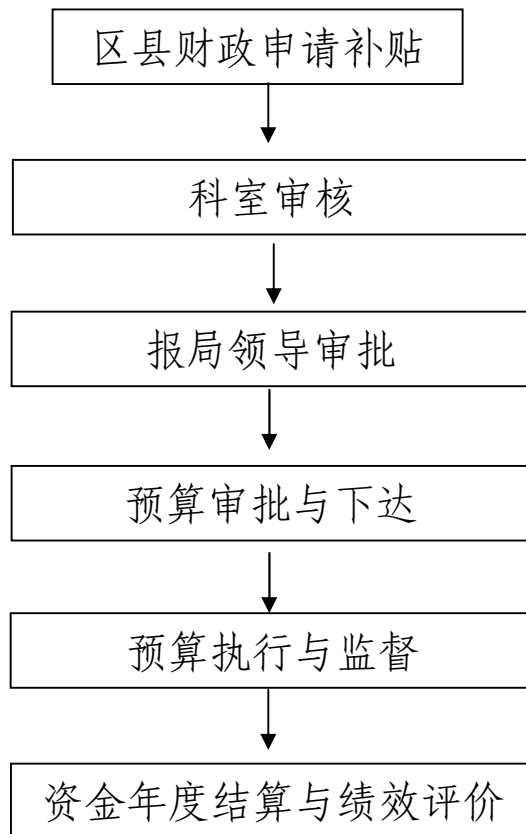 区县财政申请补贴
科室审核
报局领导审批
预算审批与下达
预算执行与监督
资金年度结算与绩效评价